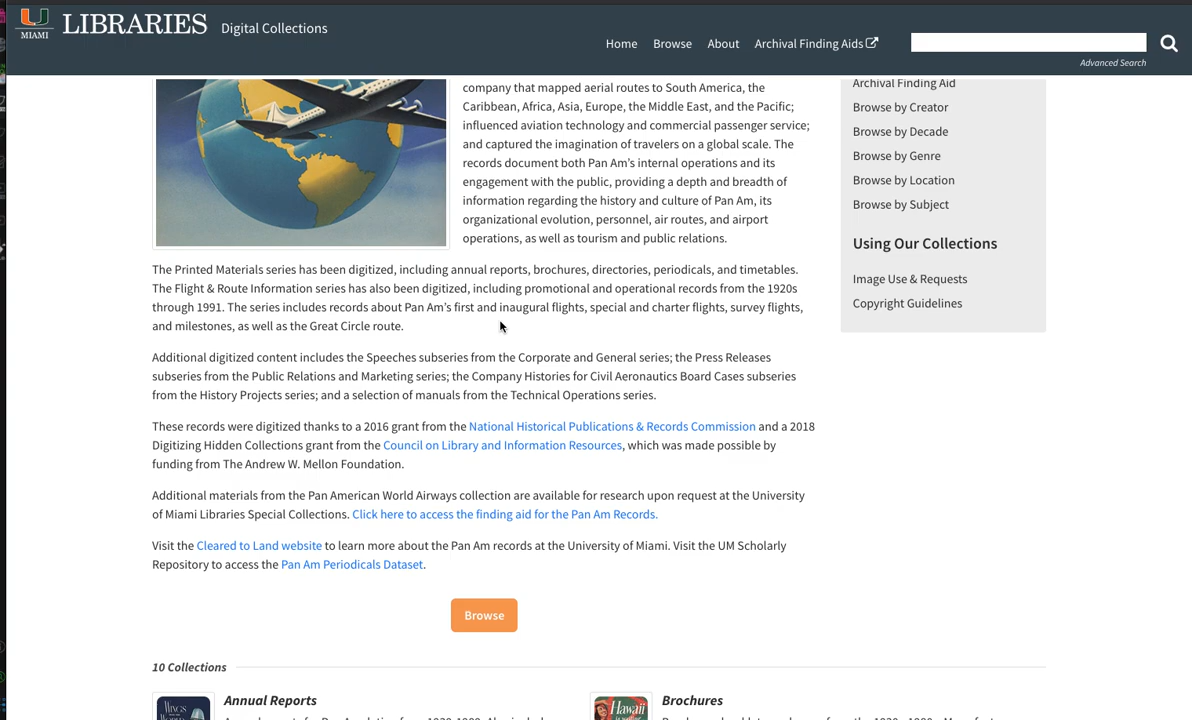 U
MIAMI
LIBRARIES
Digital Collections
Home Browse About Archival Finding Aids
Advanced Search
company that mapped aerial routes to South America, the
Caribbean, Africa, Asia, Europe, the Middle East, and the Pacific;
influenced aviation technology and commercial passenger service;
and captured the imagination of travelers on a global scale. The
records document both Pan Am's internal operations and its
engagement with the public, providing a depth and breadth of
information regarding the history and culture of Pan Am, its
organizational evolution, personnel, air routes, and airport
operations, as well as tourism and public relations.
The Printed Materials series has been digitized, including annual reports, brochures, directories, periodicals, and timetables.
The Flight & Route Information series has also been digitized, including promotional and operational records from the 1920s
through 1991. The series includes records about Pan Am's first and inaugural flights, special and charter flights, survey flights,
and milestones, as well as the Great Circle route.
Additional digitized content includes the Speeches subseries from the Corporate and General series; the Press Releases
subseries from the Public Relations and Marketing series; the Company Histories for Civil Aeronautics Board Cases subseries
from the History Projects series; and a selection of manuals from the Technical Operations series.
These records were digitized thanks to a 2016 grant from the National Historical Publications & Records Commission and a 2018
Digitizing Hidden Collections grant from the Council on Library and Information Resources, which was made possible by
funding from The Andrew W. Mellon Foundation.
Additional materials from the Pan American World Airways collection are available for research upon request at the University
of Miami Libraries Special Collections. Click here to access the finding aid for the Pan Am Records.
Visit the Cleared to Land website to learn more about the Pan Am records at the University of Miami. Visit the UM Scholarly
Repository to access the Pan Am Periodicals Dataset.
Browse
Archival Finding Aid
Browse by Creator
Browse by Decade
Browse by Genre
Browse by Location
Browse by Subject
Using Our Collections
Image Use & Requests
Copyright Guidelines
10 Collections
WINGS
Annual Reports
Hawaii
Brochures